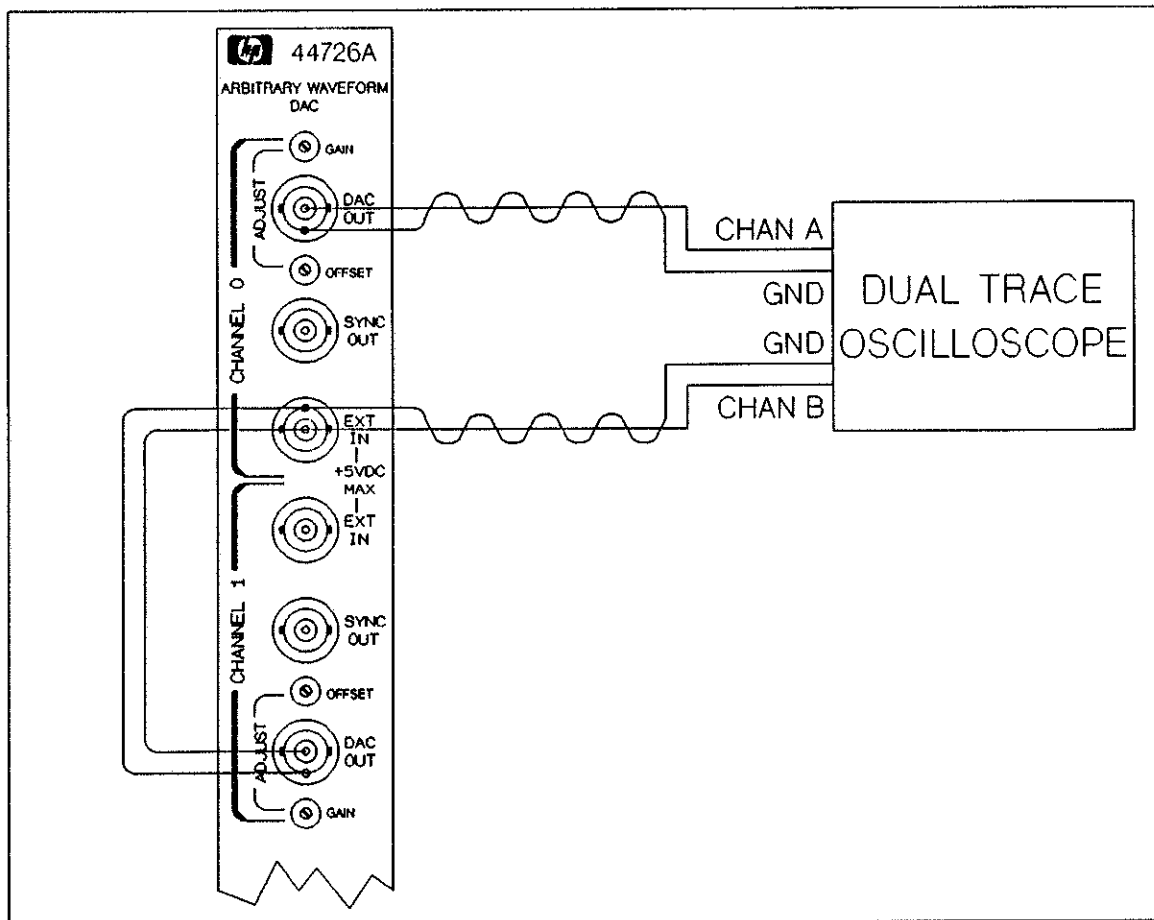 hp 44726A
ARBITRARY WAVEFORM
DAC
GAIN
ADJUST
DAC
OUT
OFFSET
CHANNEL 0
SYNC
OUT
EXT
IN
+5VDC
MAX
EXT
IN
CHANNEL 1
SYNC
OUT
OFFSET
ADJUST
DAC
OUT
GAIN
CHAN A
GND
GND
CHAN B
DUAL TRACE
OSCILLOSCOPE